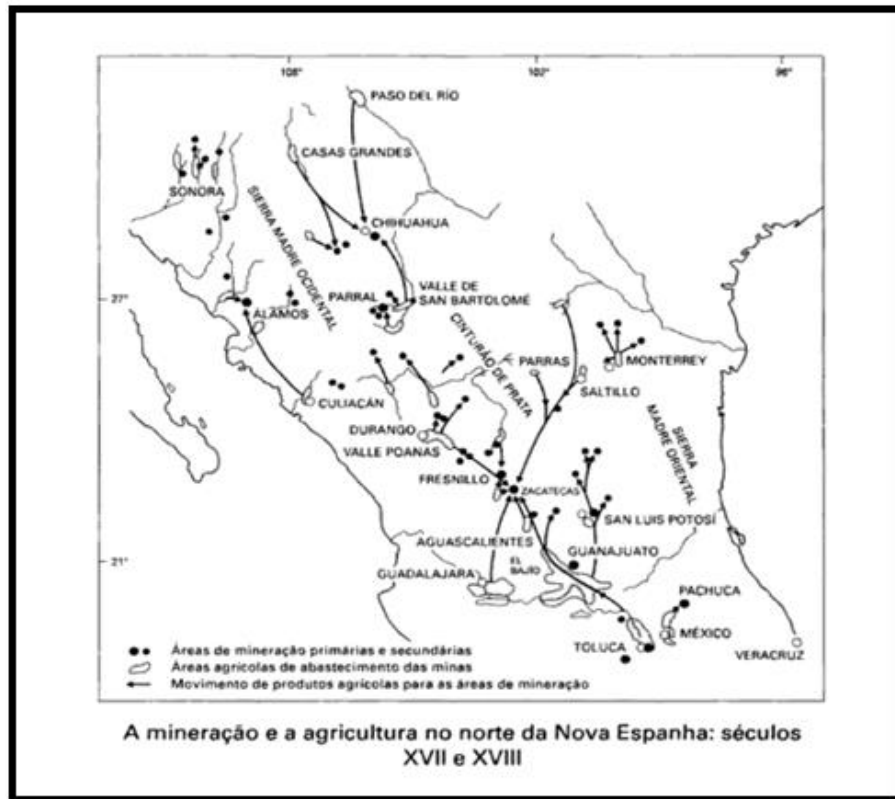 108°
102°
96°
PASO DEL RÍO
CASAS GRANDES
SONORA
SIERRA MADRE OCIDENTAL
CHIHUAHUA
27°
VALLE DE
SAN BARTOLOMÉ
PARRAL
ÁLAMOS
CINTURÃO DE PRATA
PARRAS
MONTERREY
SALTILLO
CULIACÁN
SIERRA
MADRE ORIENTAL
DURANGO
VALLE POANAS
FRESNILLO
ZACATECAS
SAN LUIS POTOSÍ
AGUASCALIENTES
21°
EL
BAJÍO
GUANAJUATO
GUADALAJARA
PACHUCA
MÉXICO
TOLUCA
VERACRUZ
Áreas de mineração primárias e secundárias
Áreas agrícolas de abastecimento das minas
Movimento de produtos agrícolas para as áreas de mineração
A mineração e a agricultura no norte da Nova Espanha: séculos
XVII e XVIII